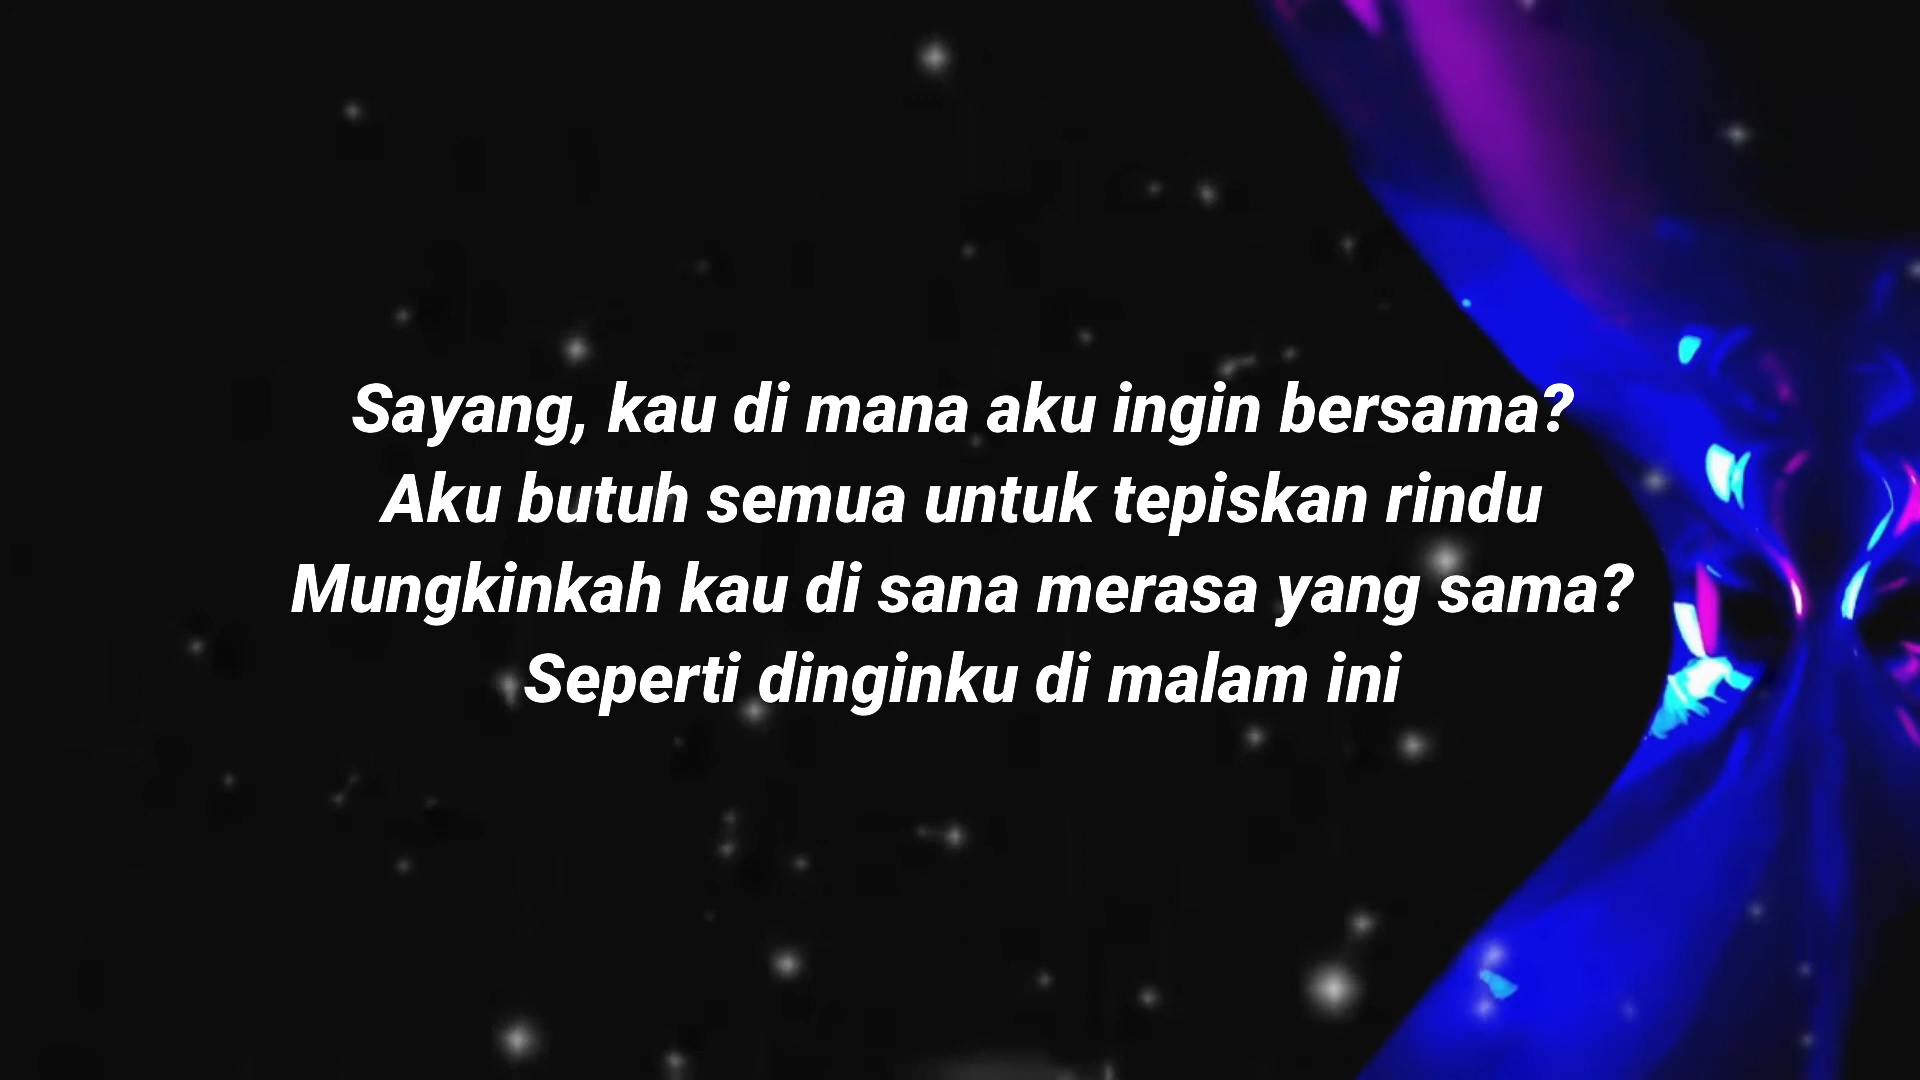 Sayang, kau di mana aku ingin bersama?
Aku butuh semua untuk tepiskan rindu
Mungkinkah kau di sana merasa yang sama?
Seperti dinginku di malam ini